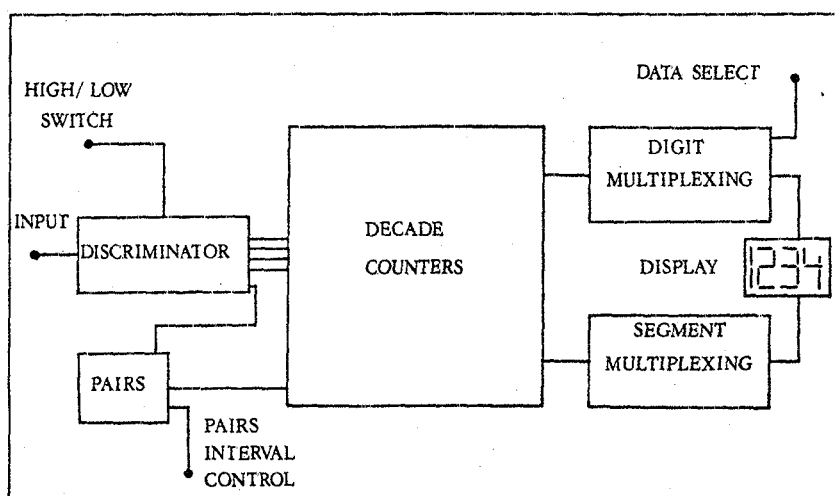 DATA SELECT
HIGH/ LOW
SWITCH
DIGIT
MULTIPLEXING
INPUT
DISCRIMINATOR
DECADE
COUNTERS
DISPLAY
1234
SEGMENT
MULTIPLEXING
PAIRS
PAIRS
INTERVAL
CONTROL